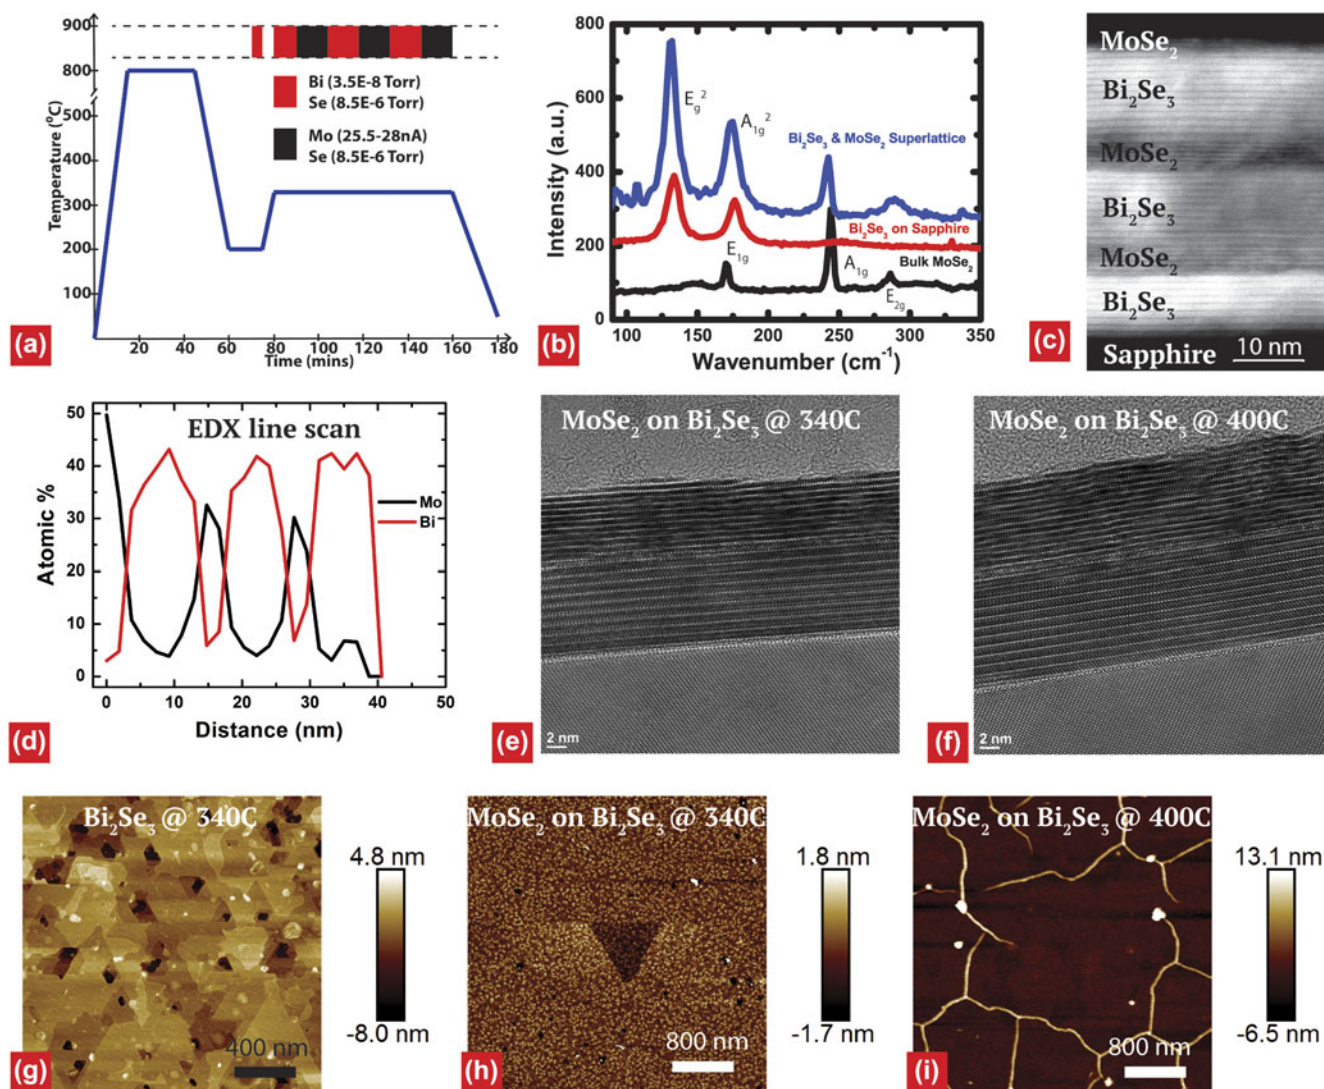 900
800
500
400
300
200
100
Temperature (°C)
Bi (3.5E-8 Torr)
Se (8.5E-6 Torr)
Mo (25.5-28nA)
Se (8.5E-6 Torr)
20 40 60 80 100 120 140 160 180
Time (mins)
(a)
800
600
400
200
0
Intensity (a.u.)
E_g^2
A_1g^2
Bi₂Se₃ & MoSe₂ Superlattice
Bi₂Se₃ on Sapphire
E_1g
Bulk MoSe₂
A_1g
E_2g
100 150 200 250 300 350
Wavenumber (cm⁻¹)
(b)
MoSe₂
Bi₂Se₃
MoSe₂
Bi₂Se₃
MoSe₂
Bi₂Se₃
Sapphire
10 nm
(c)
50
40
30
20
10
0
Atomic %
EDX line scan
Mo
Bi
0 10 20 30 40 50
Distance (nm)
(d)
MoSe₂ on Bi₂Se₃ @ 340C
2 nm
(e)
MoSe₂ on Bi₂Se₃ @ 400C
2 nm
(f)
Bi₂Se₃ @ 340C
400 nm
4.8 nm
-8.0 nm
(g)
MoSe₂ on Bi₂Se₃ @ 340C
800 nm
1.8 nm
-1.7 nm
(h)
MoSe₂ on Bi₂Se₃ @ 400C
800 nm
13.1 nm
-6.5 nm
(i)